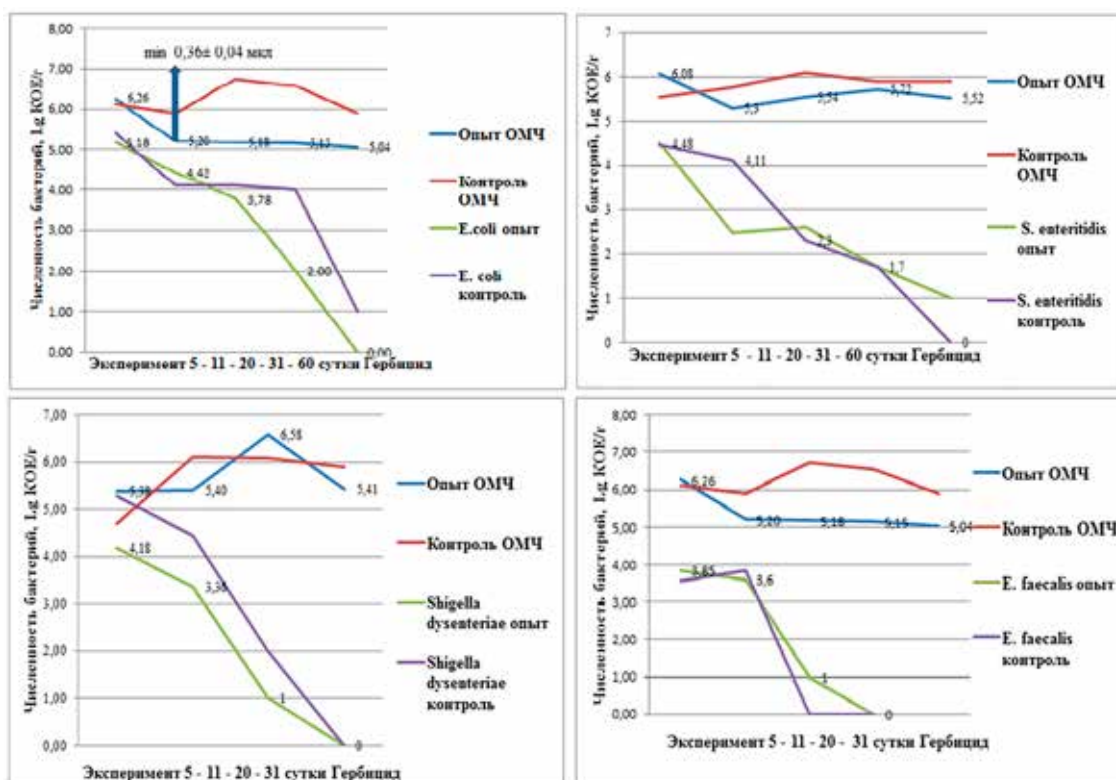 Численность бактерий, Lg КОЕ/г
8,00
7,00
6,00
5,00
4,00
3,00
2,00
1,00
0,00
min 0,36± 0,04 мкл
6,26
5,20
5,18
5,04
5,18
4,42
3,78
2,00
0,00
Опыт ОМЧ
Контроль
ОМЧ
E.coli опыт
E. coli
контроль
Эксперимент 5 - 11 - 20 - 31 - 60 сутки Гербицид
Численность бактерий, Lg КОЕ/г
7
6
5
4
3
2
1
0
6,08
5,3
5,54
5,72
5,52
4,48
4,11
2,3
1,7
0
Опыт ОМЧ
Контроль
ОМЧ
S. enteritidis
опыт
S. enteritidis
контроль
Эксперимент 5 - 11 - 20 - 31 - 60 сутки Гербицид
Численность бактерий, Lg КОЕ/г
7,00
6,00
5,00
4,00
3,00
2,00
1,00
0,00
5,38
5,40
6,58
5,41
4,18
3,36
1
0
Опыт ОМЧ
Контроль ОМЧ
Shigella
dysenteriae опыт
Shigella
dysenteriae
контроль
Эксперимент 5 - 11 - 20 - 31 сутки Гербицид
Численность бактерий, Lg КОЕ/г
8,00
7,00
6,00
5,00
4,00
3,00
2,00
1,00
0,00
6,26
5,20
5,18
5,15
5,04
3,85
3,6
1
0
Опыт ОМЧ
Контроль ОМЧ
E. faecalis опыт
E. faecalis
контроль
Эксперимент 5 - 11 - 20 - 31 сутки Гербицид